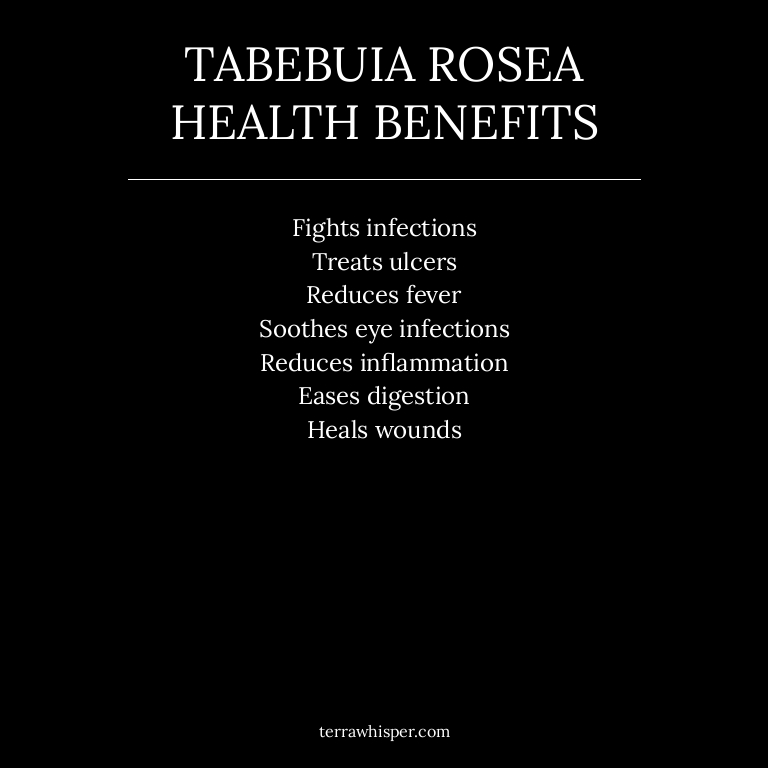 TABEBUIA ROSEA
HEALTH BENEFITS
Fights infections
Treats ulcers
Reduces fever
Soothes eye infections
Reduces inflammation
Eases digestion
Heals wounds
terrawhisper.com